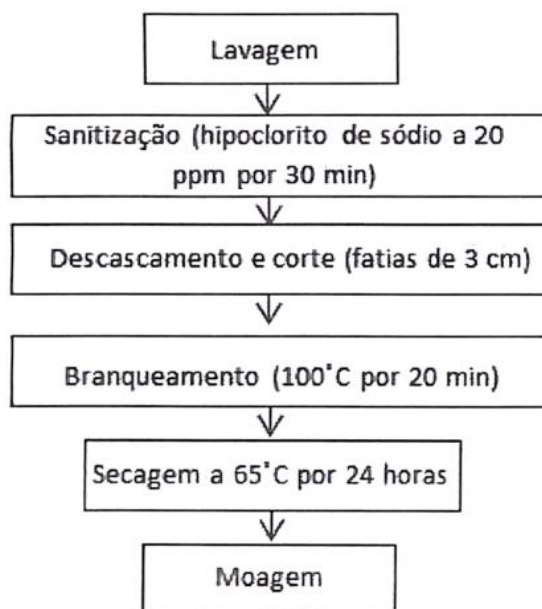 Lavagem
Sanitização (hipoclorito de sódio a 20
ppm por 30 min)
Descascamento e corte (fatias de 3 cm)
Branqueamento (100°C por 20 min)
Secagem a 65°C por 24 horas
Moagem